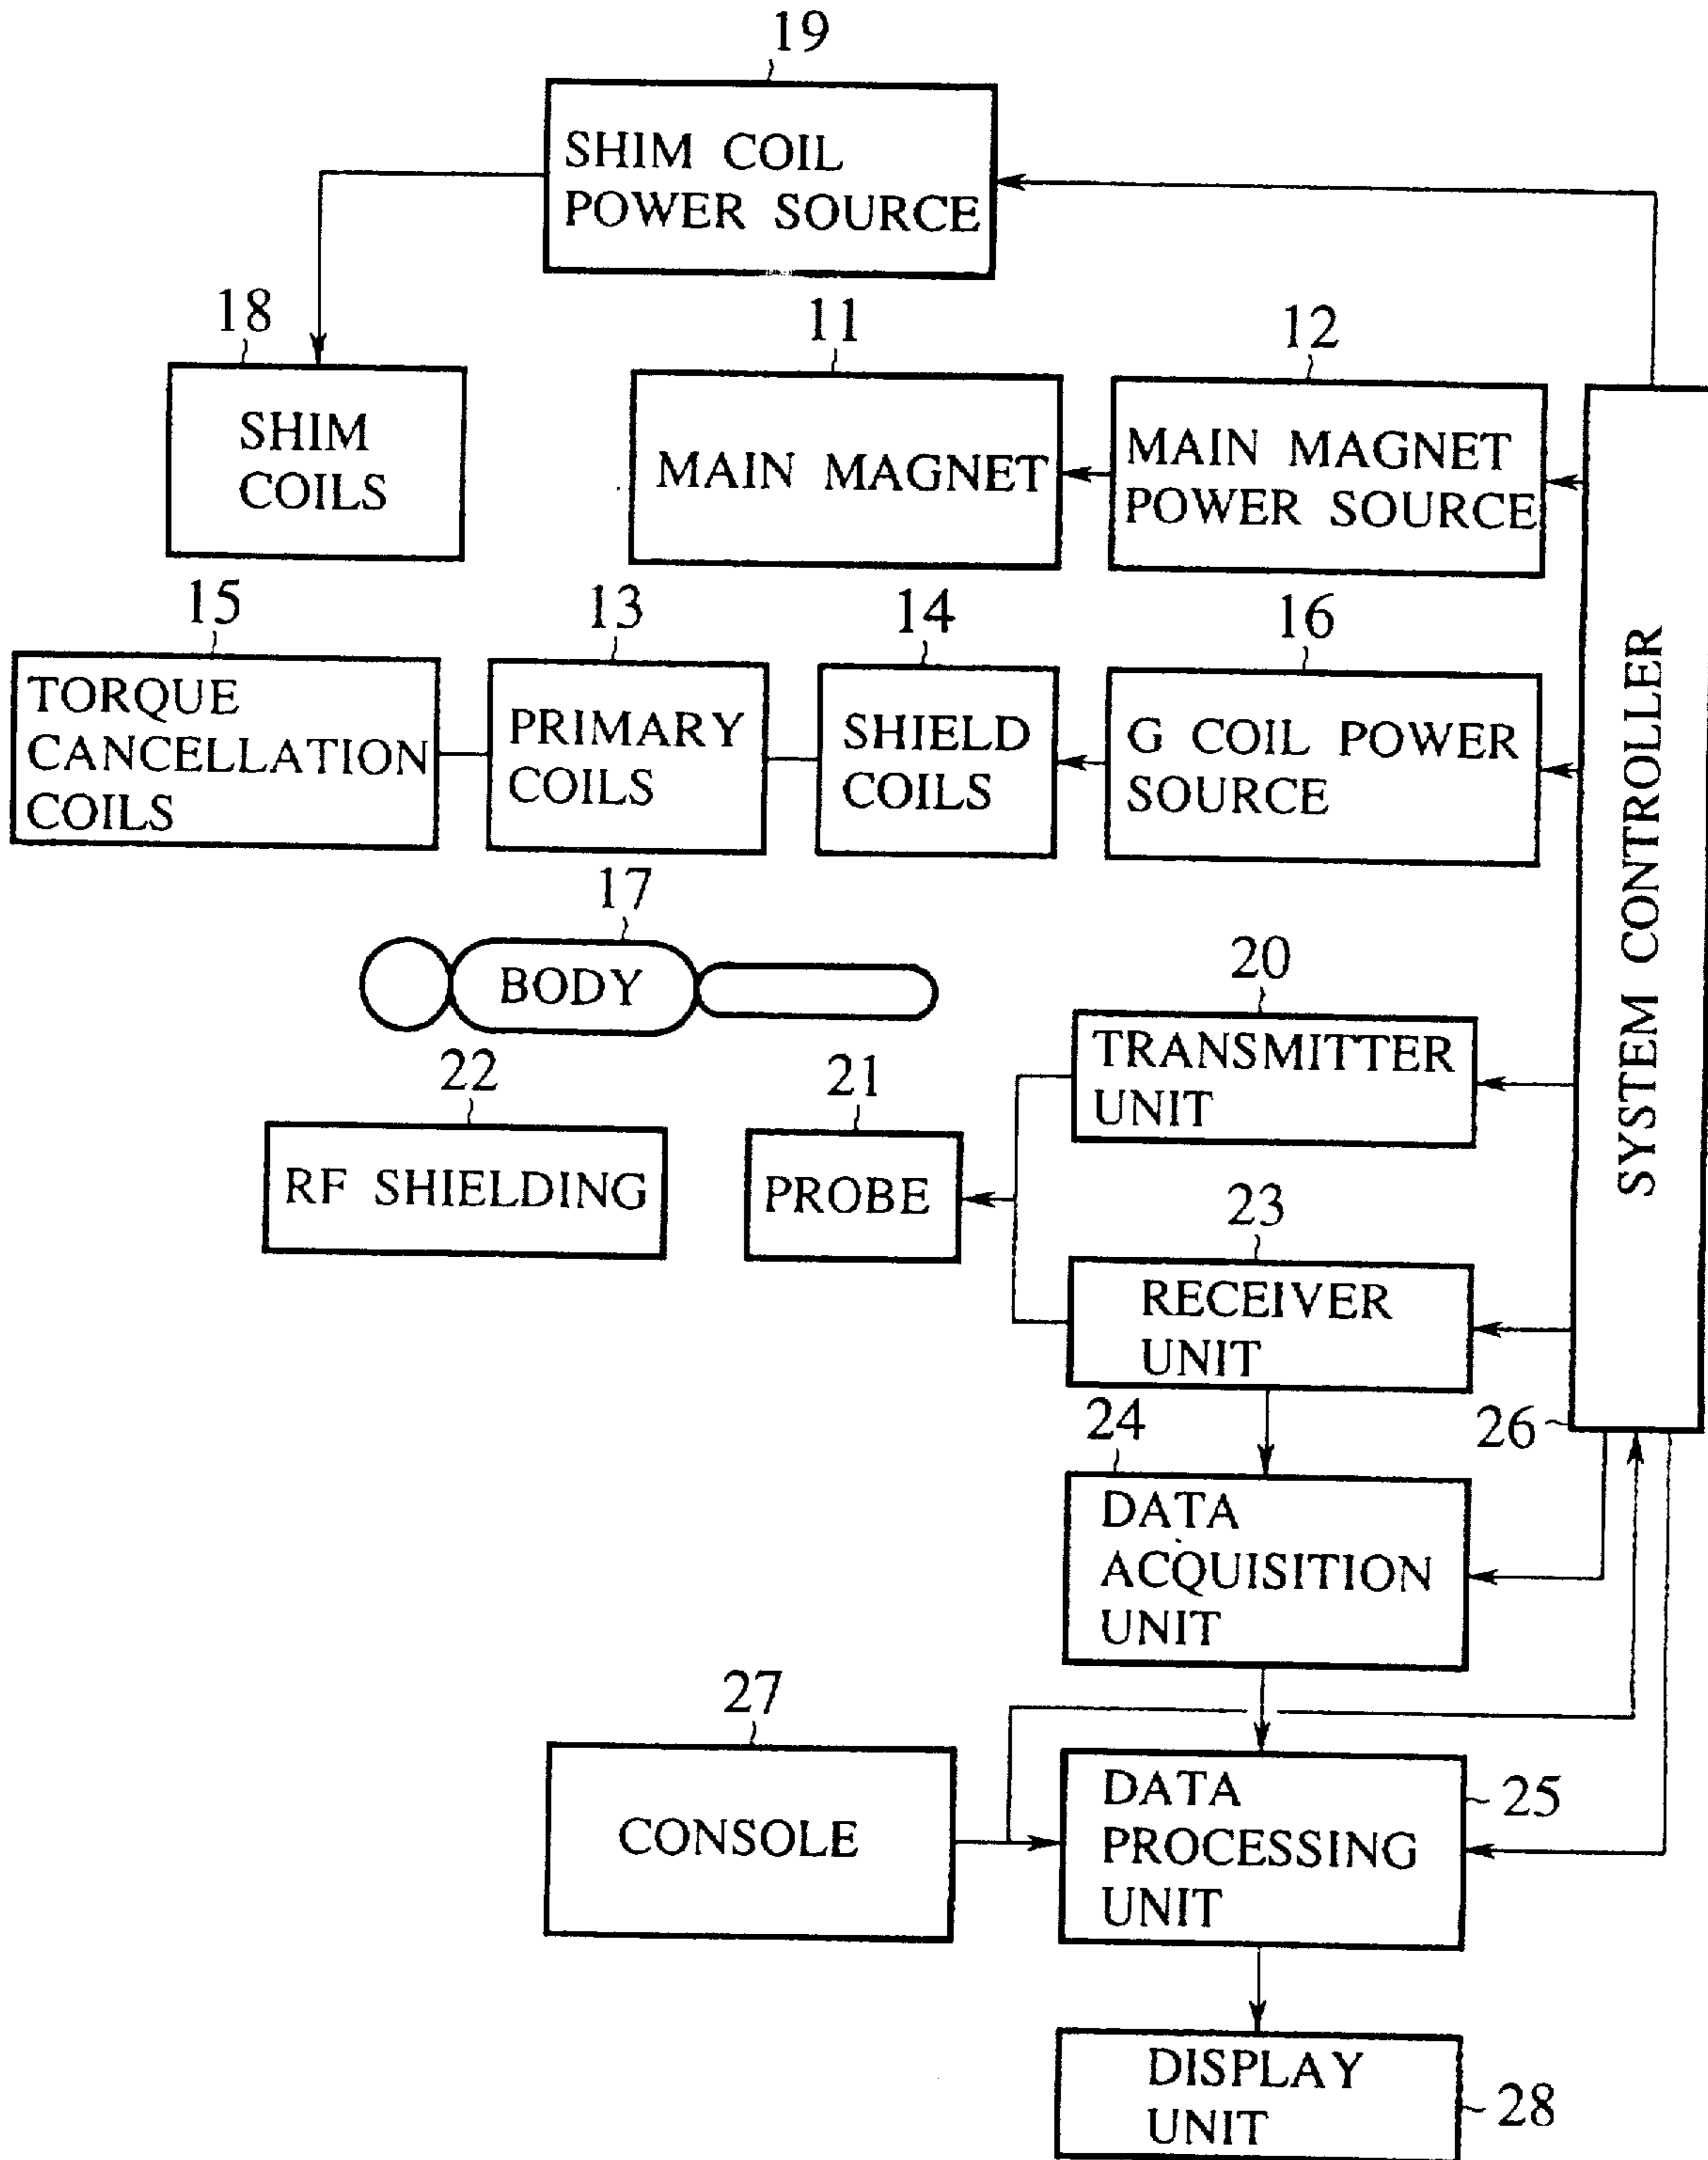 19
SHIM COIL
POWER SOURCE
18
SHIM
COILS
11
MAIN MAGNET
12
MAIN MAGNET
POWER SOURCE
15
TORQUE
CANCELLATION
COILS
13
PRIMARY
COILS
14
SHIELD
COILS
16
G COIL POWER
SOURCE
SYSTEM CONTROLLER
17
BODY
20
TRANSMITTER
UNIT
22
RF SHIELDING
21
PROBE
23
RECEIVER
UNIT
26
24
DATA
ACQUISITION
UNIT
27
CONSOLE
DATA
PROCESSING
UNIT
25
DISPLAY
UNIT
28